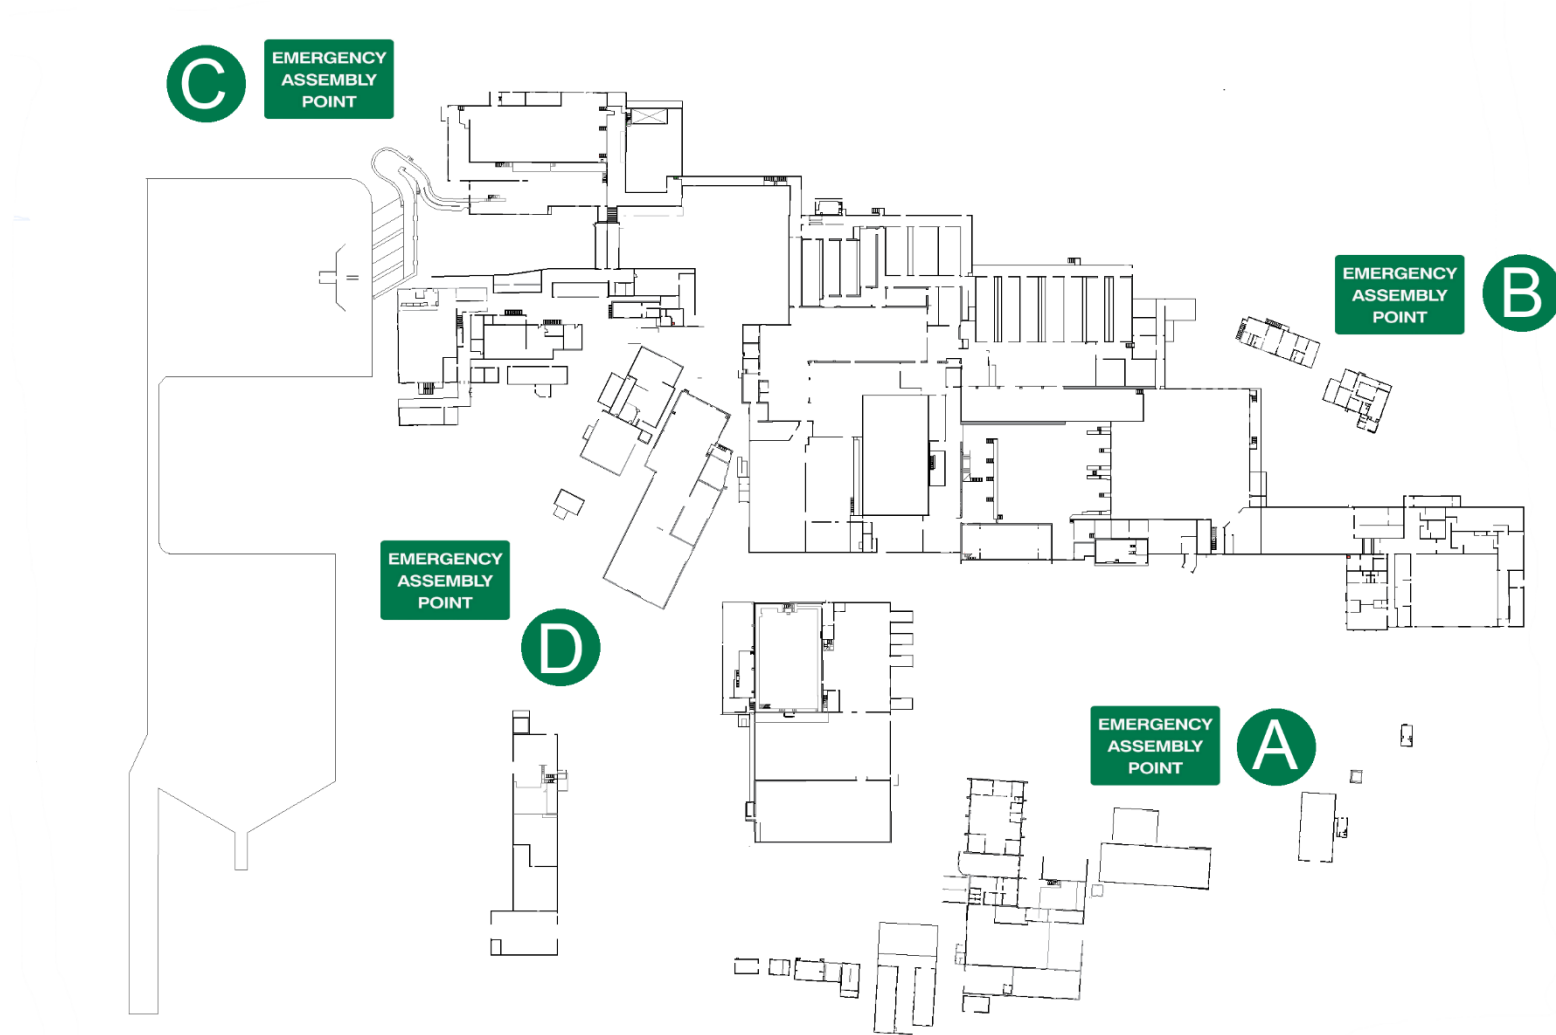 C
EMERGENCY
ASSEMBLY
POINT
EMERGENCY
ASSEMBLY
POINT
B
EMERGENCY
ASSEMBLY
POINT
D
EMERGENCY
ASSEMBLY
POINT
A